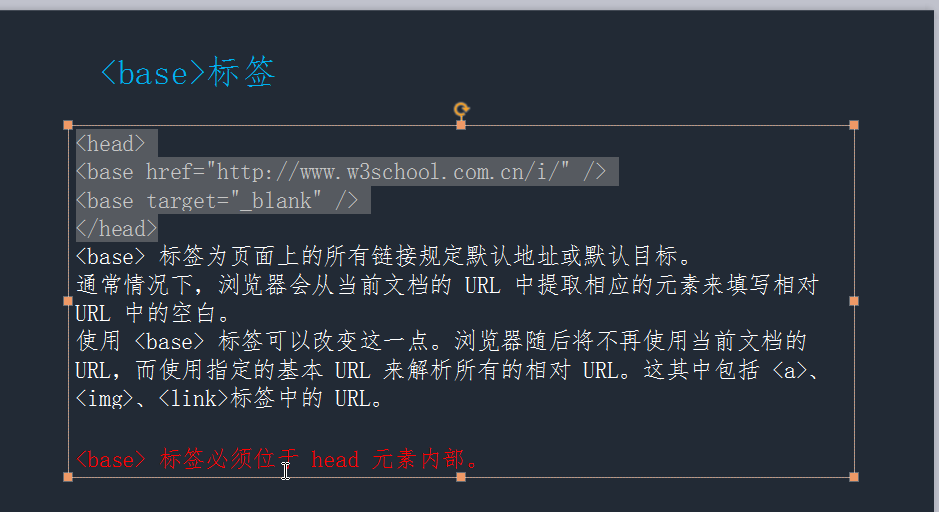 <base>标签
<head>
<base href="http://www.w3school.com.cn/i/" />
<base target="_blank" />
</head>
<base> 标签为页面上的所有链接规定默认地址或默认目标。
通常情况下，浏览器会从当前文档的 URL 中提取相应的元素来填写相对
URL 中的空白。
使用 <base> 标签可以改变这一点。浏览器随后将不再使用当前文档的
URL，而使用指定的基本 URL 来解析所有的相对 URL。这其中包括 <a>、
<img>、<link>标签中的 URL。
<base> 标签必须位于 head 元素内部。